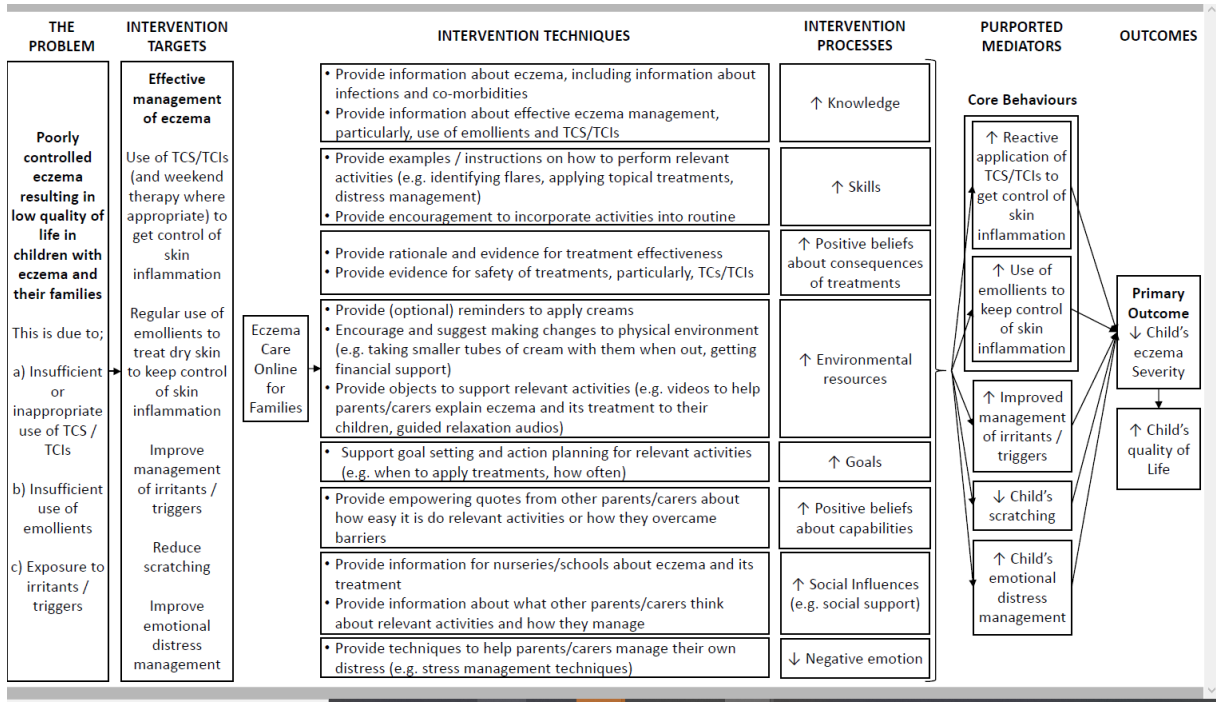 THE
PROBLEM
INTERVENTION
TARGETS
INTERVENTION TECHNIQUES
INTERVENTION
PROCESSES
PURPORTED
MEDIATORS
OUTCOMES
Poorly
controlled
eczema
resulting in
low quality of
life in
children with
eczema and
their families
This is due to;
a) Insufficient
or
inappropriate
use of TCS /
TCIs
b) Insufficient
use of
emollients
c) Exposure to
irritants /
triggers
Effective
management
of eczema
Use of TCS/TCIs
(and weekend
therapy where
appropriate) to
get control of
skin
inflammation
Regular use of
emollients to
treat dry skin
to keep control
of skin
inflammation
Improve
management
of irritants /
triggers
Reduce
scratching
Improve
emotional
distress
management
Eczema
Care
Online
for
Families
• Provide information about eczema, including information about
infections and co-morbidities
• Provide information about effective eczema management,
particularly, use of emollients and TCS/TCIs
• Provide examples / instructions on how to perform relevant
activities (e.g. identifying flares, applying topical treatments,
distress management)
• Provide encouragement to incorporate activities into routine
• Provide rationale and evidence for treatment effectiveness
• Provide evidence for safety of treatments, particularly, TCs/TCIs
• Provide (optional) reminders to apply creams
• Encourage and suggest making changes to physical environment
(e.g. taking smaller tubes of cream with them when out, getting
financial support)
• Provide objects to support relevant activities (e.g. videos to help
parents/carers explain eczema and its treatment to their
children, guided relaxation audios)
• Support goal setting and action planning for relevant activities
(e.g. when to apply treatments, how often)
• Provide empowering quotes from other parents/carers about
how easy it is do relevant activities or how they overcame
barriers
• Provide information for nurseries/schools about eczema and its
treatment
• Provide information about what other parents/carers think
about relevant activities and how they manage
• Provide techniques to help parents/carers manage their own
distress (e.g. stress management techniques)
↑ Knowledge
↑ Skills
↑ Positive beliefs
about consequences
of treatments
↑ Environmental
resources
↑ Goals
↑ Positive beliefs
about capabilities
↑ Social Influences
(e.g. social support)
↓ Negative emotion
Core Behaviours
↑ Reactive
application of
TCS/TCIs to
get control of
skin
inflammation
↑ Use of
emollients to
keep control
of skin
inflammation
↑ Improved
management
of irritants /
triggers
↓ Child's
scratching
↑ Child's
emotional
distress
management
Primary
Outcome
↓ Child's
eczema
Severity
↑ Child's
quality of
Life